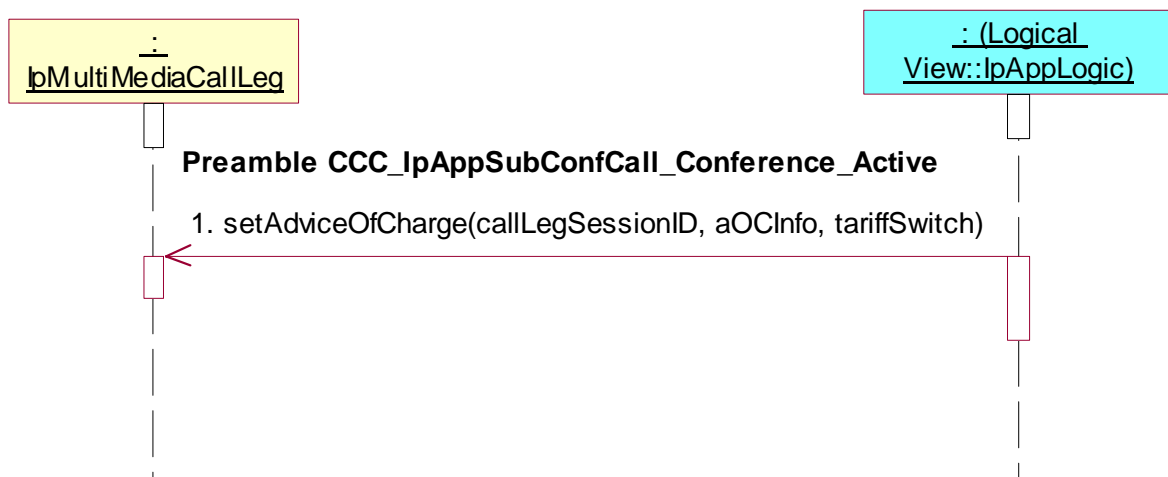 :
IpMultiMediaCallLeg
: (Logical
View::IpAppLogic)
Preamble CCC_IpAppSubConfCall_Conference_Active
1. setAdviceOfCharge(callLegSessionID, aOCInfo, tariffSwitch)